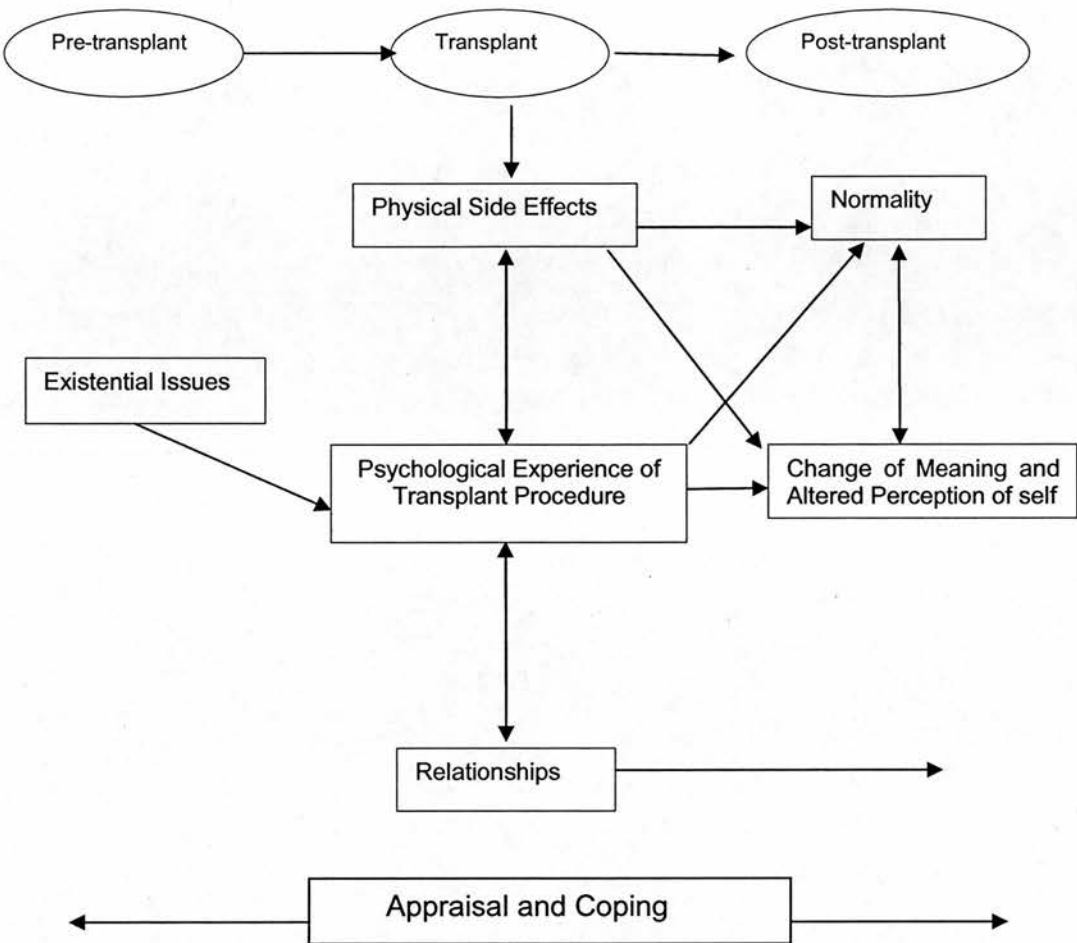 Pre-transplant
Transplant
Post-transplant
Physical Side Effects
Normality
Existential Issues
Psychological Experience of
Transplant Procedure
Change of Meaning and
Altered Perception of self
Relationships
Appraisal and Coping